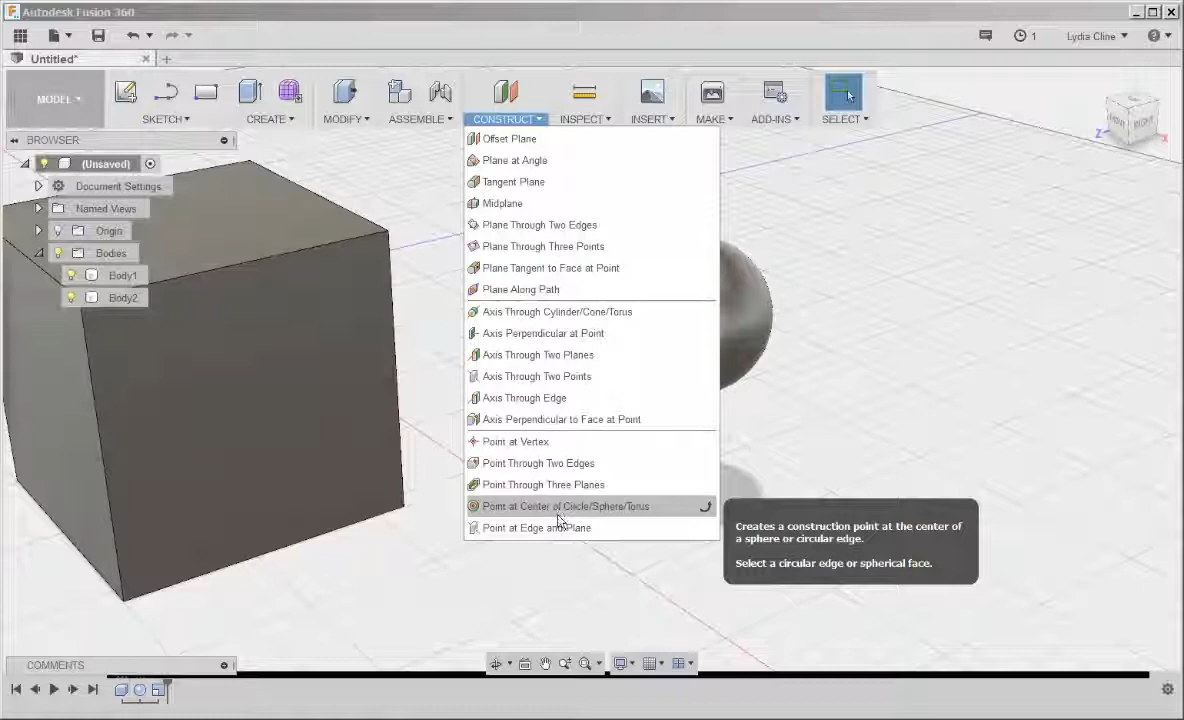 Autodesk Fusion 360
1
Lydia Cline
Untitled*
MODEL
SKETCH
CREATE
MODIFY
ASSEMBLE
CONSTRUCT
INSPECT
INSERT
MAKE
ADD-INS
SELECT
BROWSER
(Unsaved)
Document Settings
Named Views
Origin
Bodies
Body1
Body2
Offset Plane
Plane at Angle
Tangent Plane
Midplane
Plane Through Two Edges
Plane Through Three Points
Plane Tangent to Face at Point
Plane Along Path
Axis Through Cylinder/Cone/Torus
Axis Perpendicular at Point
Axis Through Two Planes
Axis Through Two Points
Axis Through Edge
Axis Perpendicular to Face at Point
Point at Vertex
Point Through Two Edges
Point Through Three Planes
Point at Center of Circle/Sphere/Torus
Point at Edge and Plane
Creates a construction point at the center of
a sphere or circular edge.
Select a circular edge or spherical face.
FRONT
RIGHT
Z
X
COMMENTS